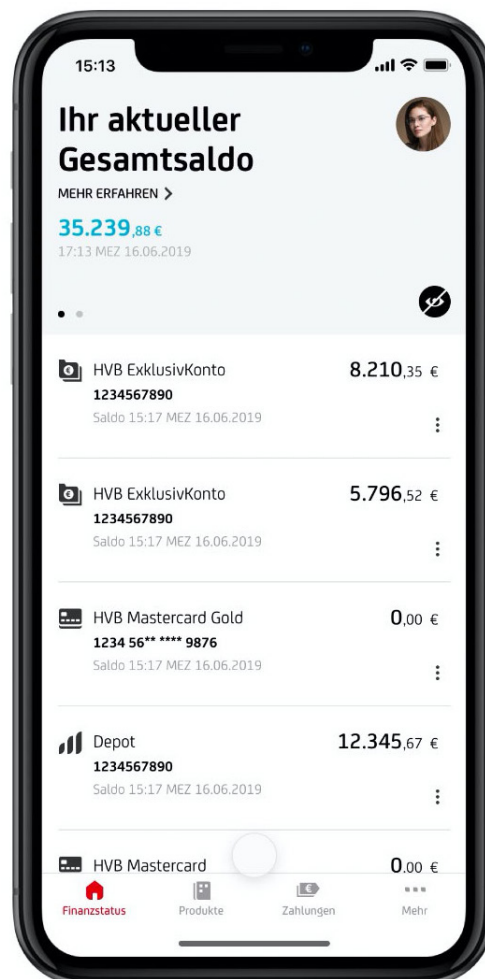 15:13
Ihr aktueller
Gesamtsaldo
MEHR ERFAHREN >
35.239,88 €
17:13 MEZ 16.06.2019
HVB ExklusivKonto 8.210,35 €
1234567890
Saldo 15:17 MEZ 16.06.2019
HVB ExklusivKonto 5.796,52 €
1234567890
Saldo 15:17 MEZ 16.06.2019
HVB Mastercard Gold 0,00 €
1234 56** **** 9876
Saldo 15:17 MEZ 16.06.2019
Depot 12.345,67 €
1234567890
Saldo 15:17 MEZ 16.06.2019
HVB Mastercard 0,00 €
Finanzstatus Produkte Zahlungen Mehr